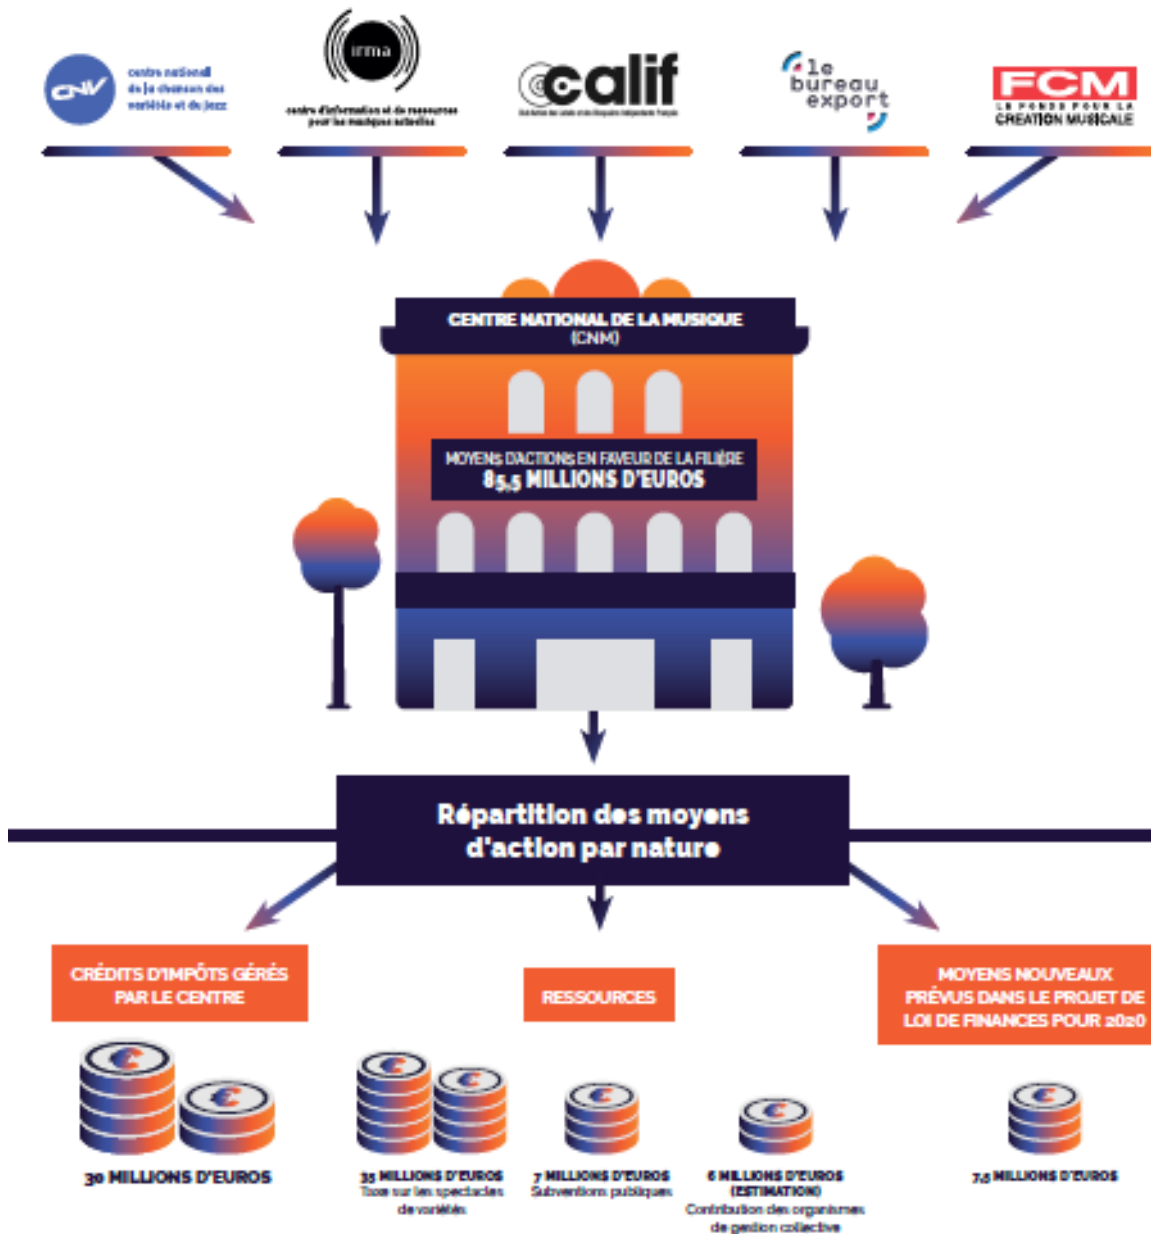 cnv
centre national
de la chanson des
variétés et du jazz
irma
centre d'information et de ressources
pour les musiques actuelles
calif
le
bureau
export
FCM
LE FONDS POUR LA
CREATION MUSICALE
CENTRE NATIONAL DE LA MUSIQUE
(CNM)
MOYENS D'ACTIONS EN FAVEUR DE LA FILIÈRE
85,5 MILLIONS D'EUROS
Répartition des moyens
d'action par nature
CRÉDITS D'IMPÔTS GÉRÉS
PAR LE CENTRE
RESSOURCES
MOYENS NOUVEAUX
PRÉVUS DANS LE PROJET DE
LOI DE FINANCES POUR 2020
30 MILLIONS D'EUROS
35 MILLIONS D'EUROS
Taxe sur les spectacles
de variétés
7 MILLIONS D'EUROS
Subventions publiques
6 MILLIONS D'EUROS
(ESTIMATION)
Contribution des organismes
de gestion collective
7,5 MILLIONS D'EUROS